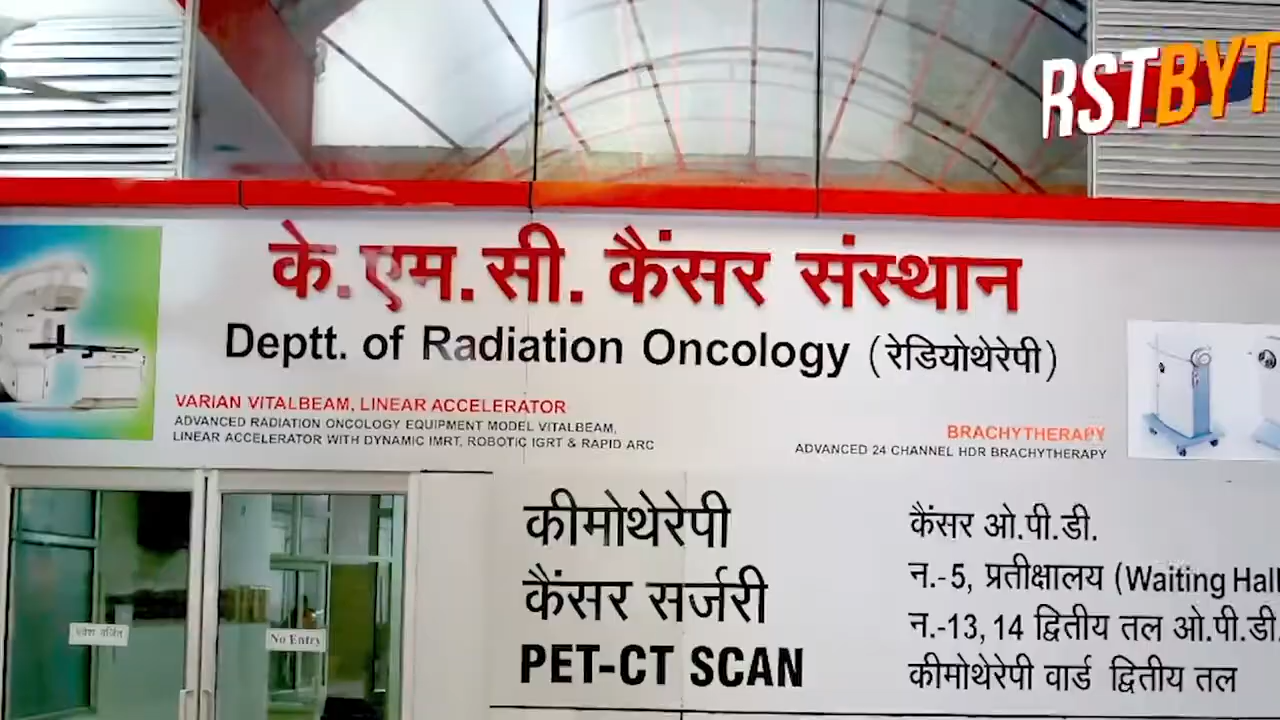 RSTBYT
के.एम.सी. कैंसर संस्थान
Deptt. of Radiation Oncology (रेडियोथेरेपी)
VARIAN VITALBEAM, LINEAR ACCELERATOR
ADVANCED RADIATION ONCOLOGY EQUIPMENT MODEL VITALBEAM,
LINEAR ACCELERATOR WITH DYNAMIC IMRT, ROBOTIC IGRT & RAPID ARC
BRACHYTHERAPY
ADVANCED 24 CHANNEL HDR BRACHYTHERAPY
कीमोथेरेपी
कैंसर सर्जरी
PET-CT SCAN
कैंसर ओ.पी.डी.
न.-5, प्रतीक्षालय (Waiting Hall
न.-13, 14 द्वितीय तल ओ.पी.डी.
कीमोथेरेपी वार्ड द्वितीय तल
प्रवेश वर्जित
No Entry